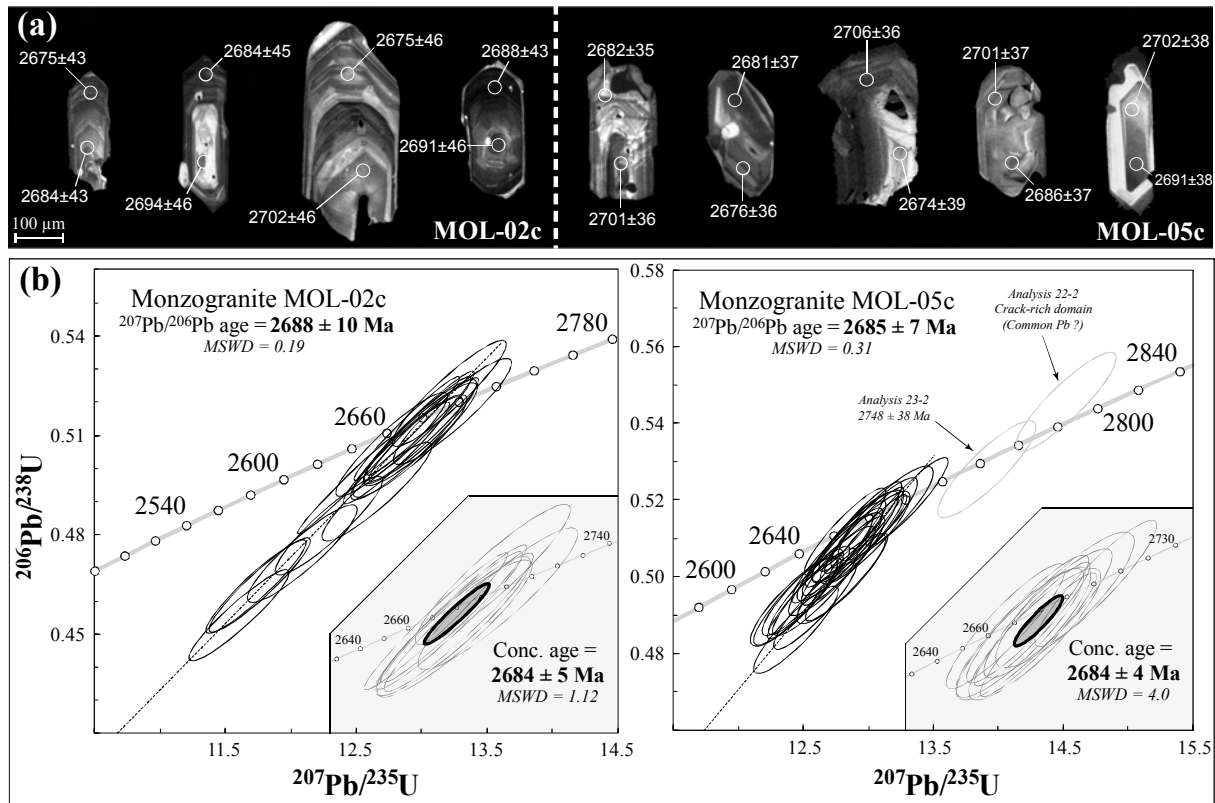 (a)
2675±43
2684±43
2684±45
2694±46
2675±46
2702±46
2688±43
2691±46
100 µm
MOL-02c
2682±35
2701±36
2681±37
2676±36
2706±36
2674±39
2701±37
2686±37
2702±38
2691±38
MOL-05c
(b)
Monzogranite MOL-02c
²⁰⁷Pb/²⁰⁶Pb age = 2688 ± 10 Ma
MSWD = 0.19
2780
2660
2600
2540
0.54
0.51
0.48
0.45
²⁰⁶Pb/²³⁸U
2740
2660
2640
Conc. age =
2684 ± 5 Ma
MSWD = 1.12
11.5
12.5
13.5
14.5
²⁰⁷Pb/²³⁵U
0.58
0.56
0.54
0.52
0.50
0.48
Monzogranite MOL-05c
²⁰⁷Pb/²⁰⁶Pb age = 2685 ± 7 Ma
MSWD = 0.31
Analysis 22-2
Crack-rich domain
(Common Pb ?)
Analysis 23-2
2748 ± 38 Ma
2840
2800
2640
2600
2730
2660
2640
Conc. age =
2684 ± 4 Ma
MSWD = 4.0
12.5
13.5
14.5
15.5
²⁰⁷Pb/²³⁵U